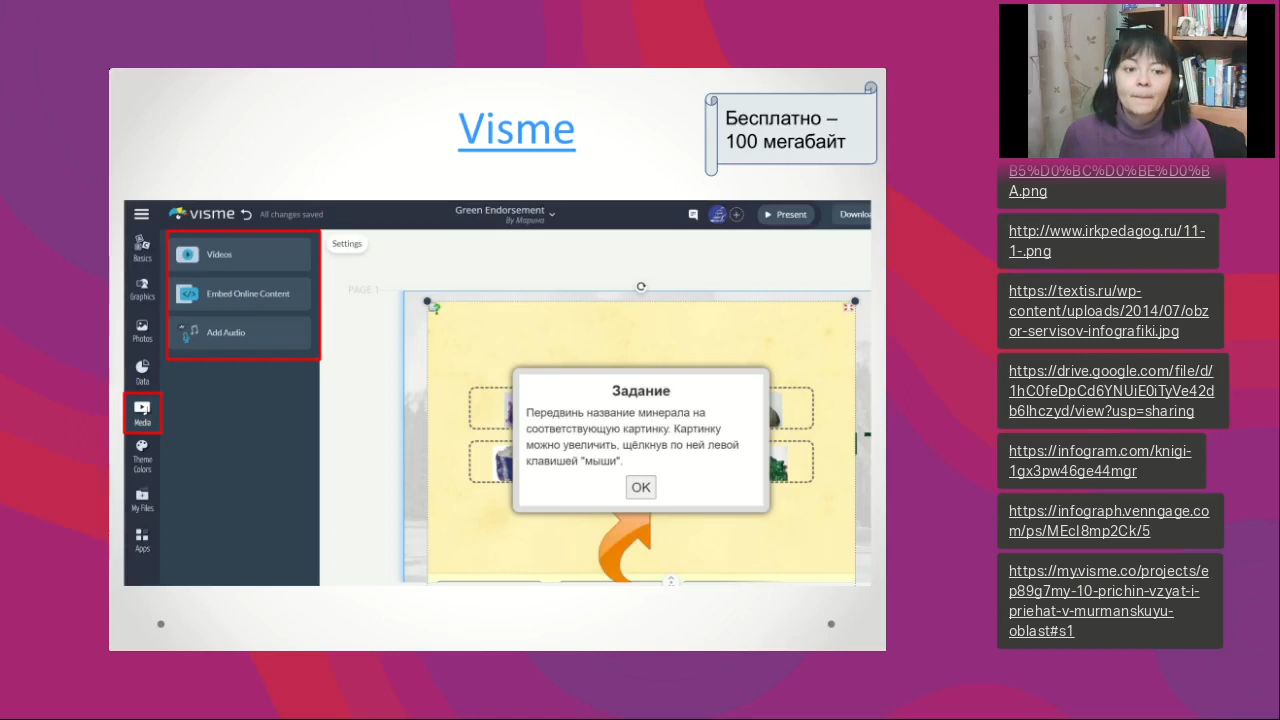 Visme
Бесплатно –
100 мегабайт
visme
All changes saved
Green Endorsement
By Марина
Present
Downloa
Basics
Graphics
Photos
Data
Media
Theme
Colors
My Files
Apps
Videos
Embed Online Content
Add Audio
Settings
PAGE 1
Задание
Передвинь название минерала на
соответствующую картинку. Картинку
можно увеличить, щёлкнув по ней левой
клавишей "мыши".
OK
B5%D0%BC%D0%BE%D0%B
A.png
http://www.irkpedagog.ru/11-
1-.png
https://textis.ru/wp-
content/uploads/2014/07/obz
or-servisov-infografiki.jpg
https://drive.google.com/file/d/
1hC0feDpCd6YNUiE0iTyVe42d
b6lhczyd/view?usp=sharing
https://infogram.com/knigi-
1gx3pw46ge44mgr
https://infograph.venngage.co
m/ps/MEcI8mp2Ck/5
https://my.visme.co/projects/e
p89g7my-10-prichin-vzyat-i-
priehat-v-murmanskuyu-
oblast#s1